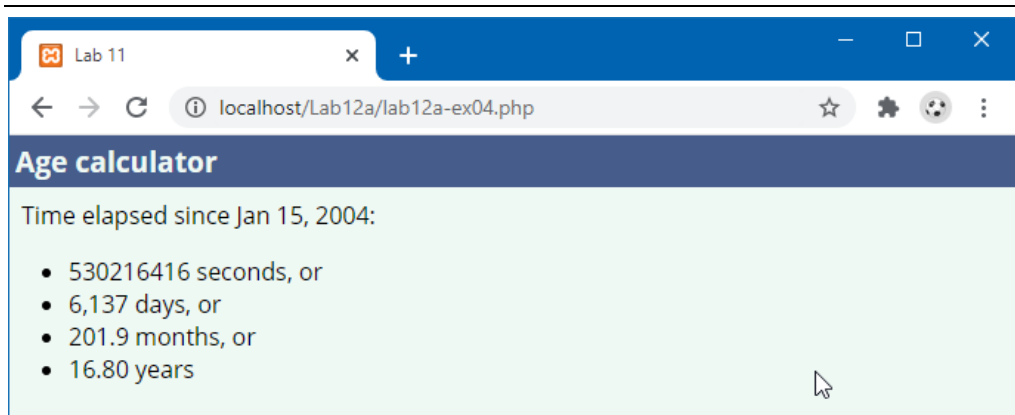 Lab 11
localhost/Lab12a/lab12a-ex04.php
Age calculator
Time elapsed since Jan 15, 2004:
• 530216416 seconds, or
• 6,137 days, or
• 201.9 months, or
• 16.80 years